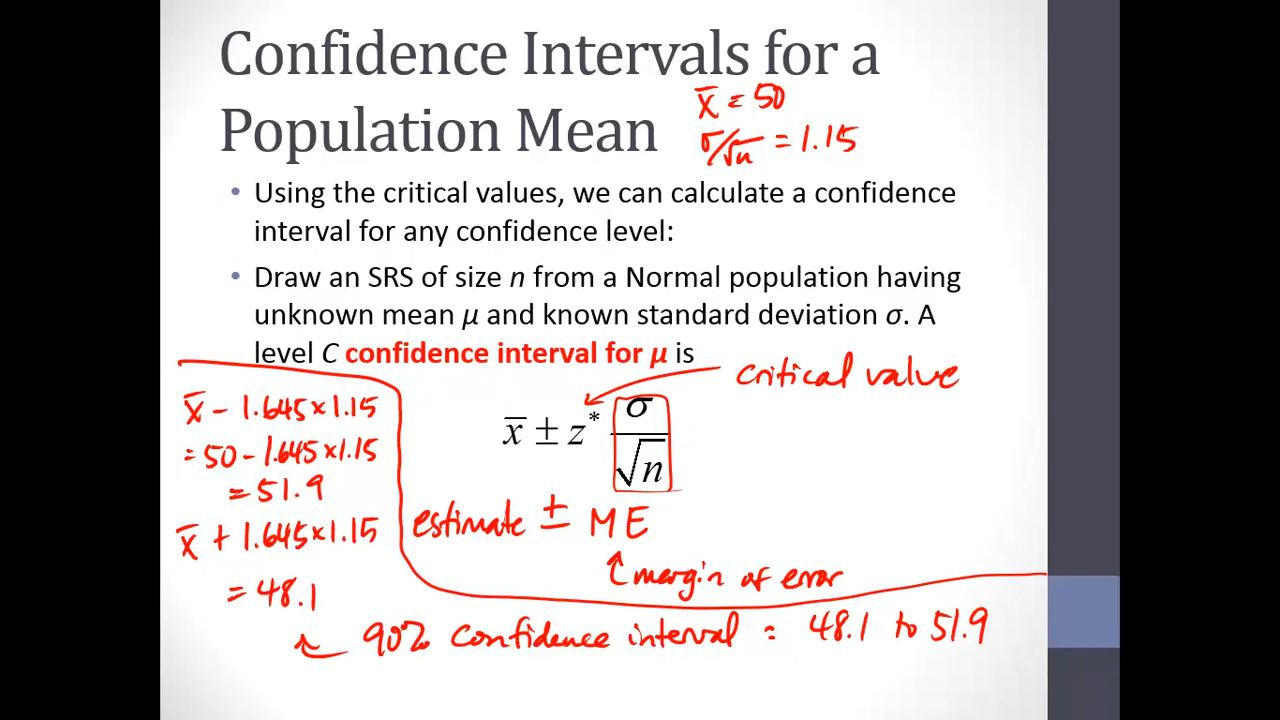 Confidence Intervals for a
Population Mean
x̄ = 50
σ/√n = 1.15
• Using the critical values, we can calculate a confidence
interval for any confidence level:
• Draw an SRS of size n from a Normal population having
unknown mean μ and known standard deviation σ. A
level C confidence interval for μ is
critical value
x̄ ± z* σ/√n
estimate ± ME
↑ margin of error
x̄ - 1.645×1.15
= 50 - 1.645×1.15
= 51.9
x̄ + 1.645×1.15
= 48.1
90% confidence interval = 48.1 to 51.9